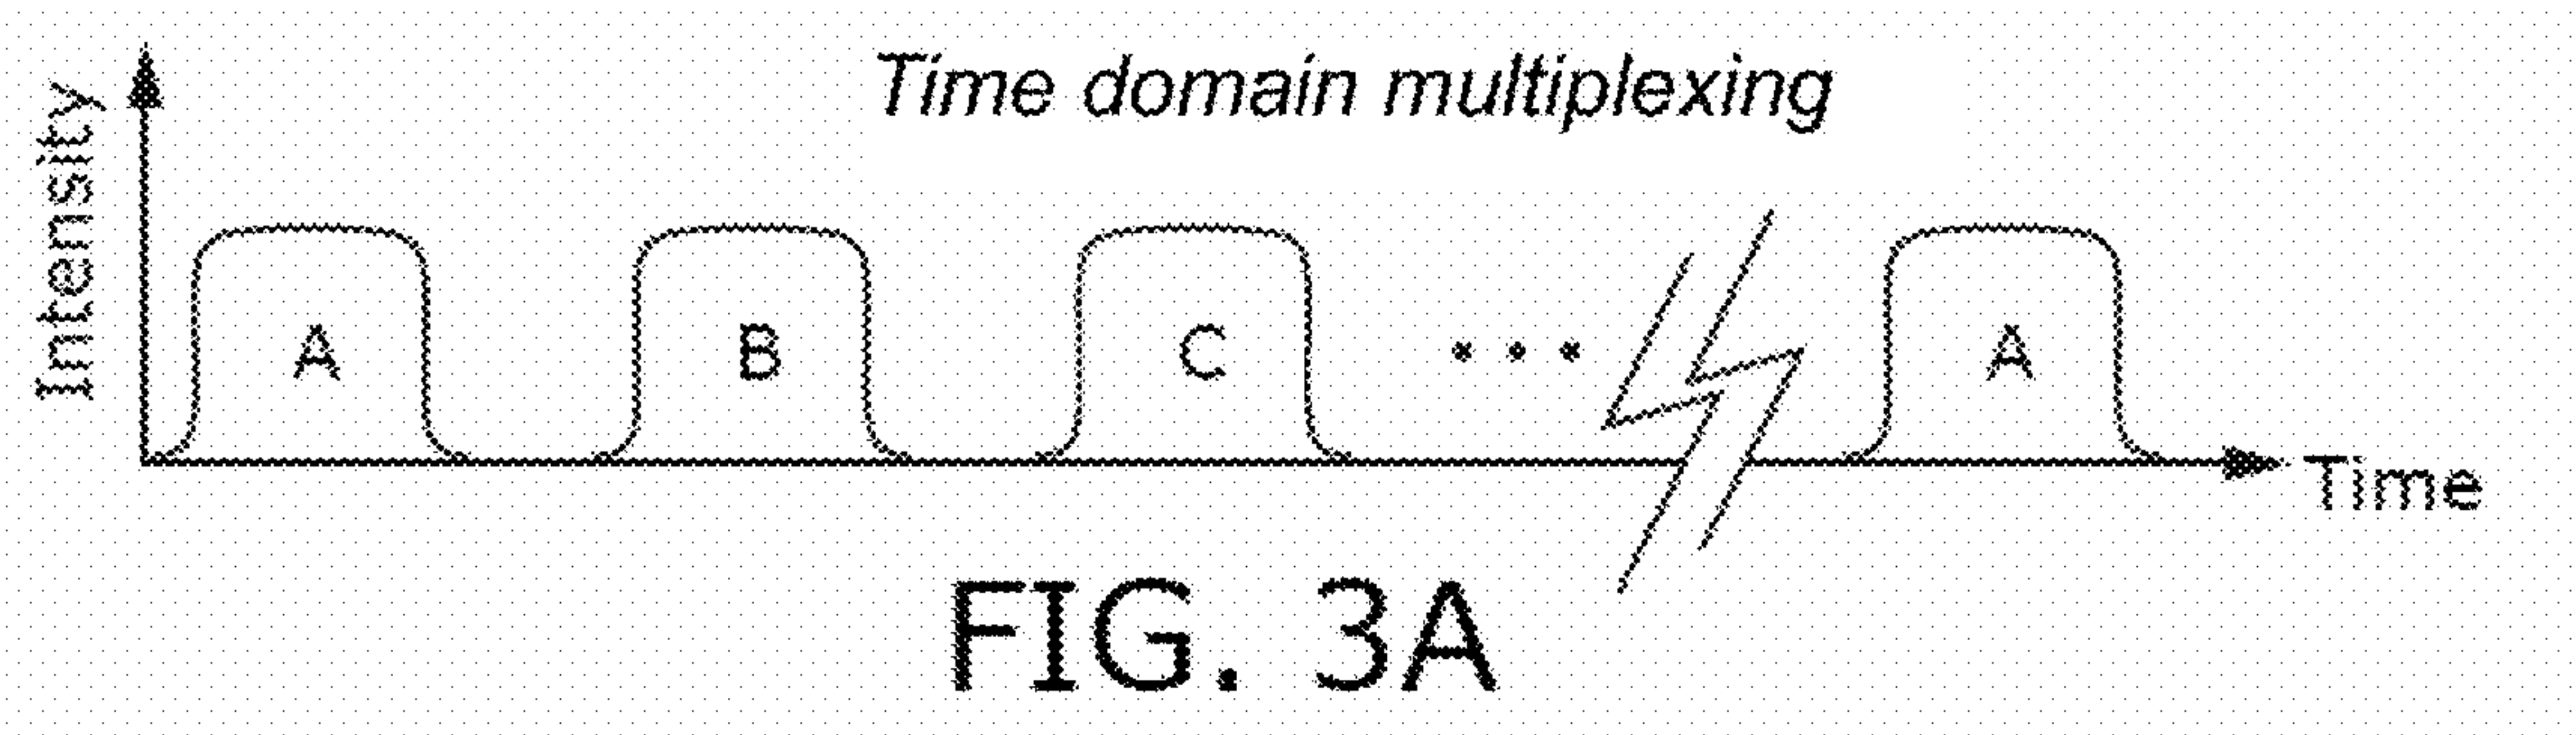 Time domain multiplexing
Intensity
A B C • • • A
Time
FIG. 3A